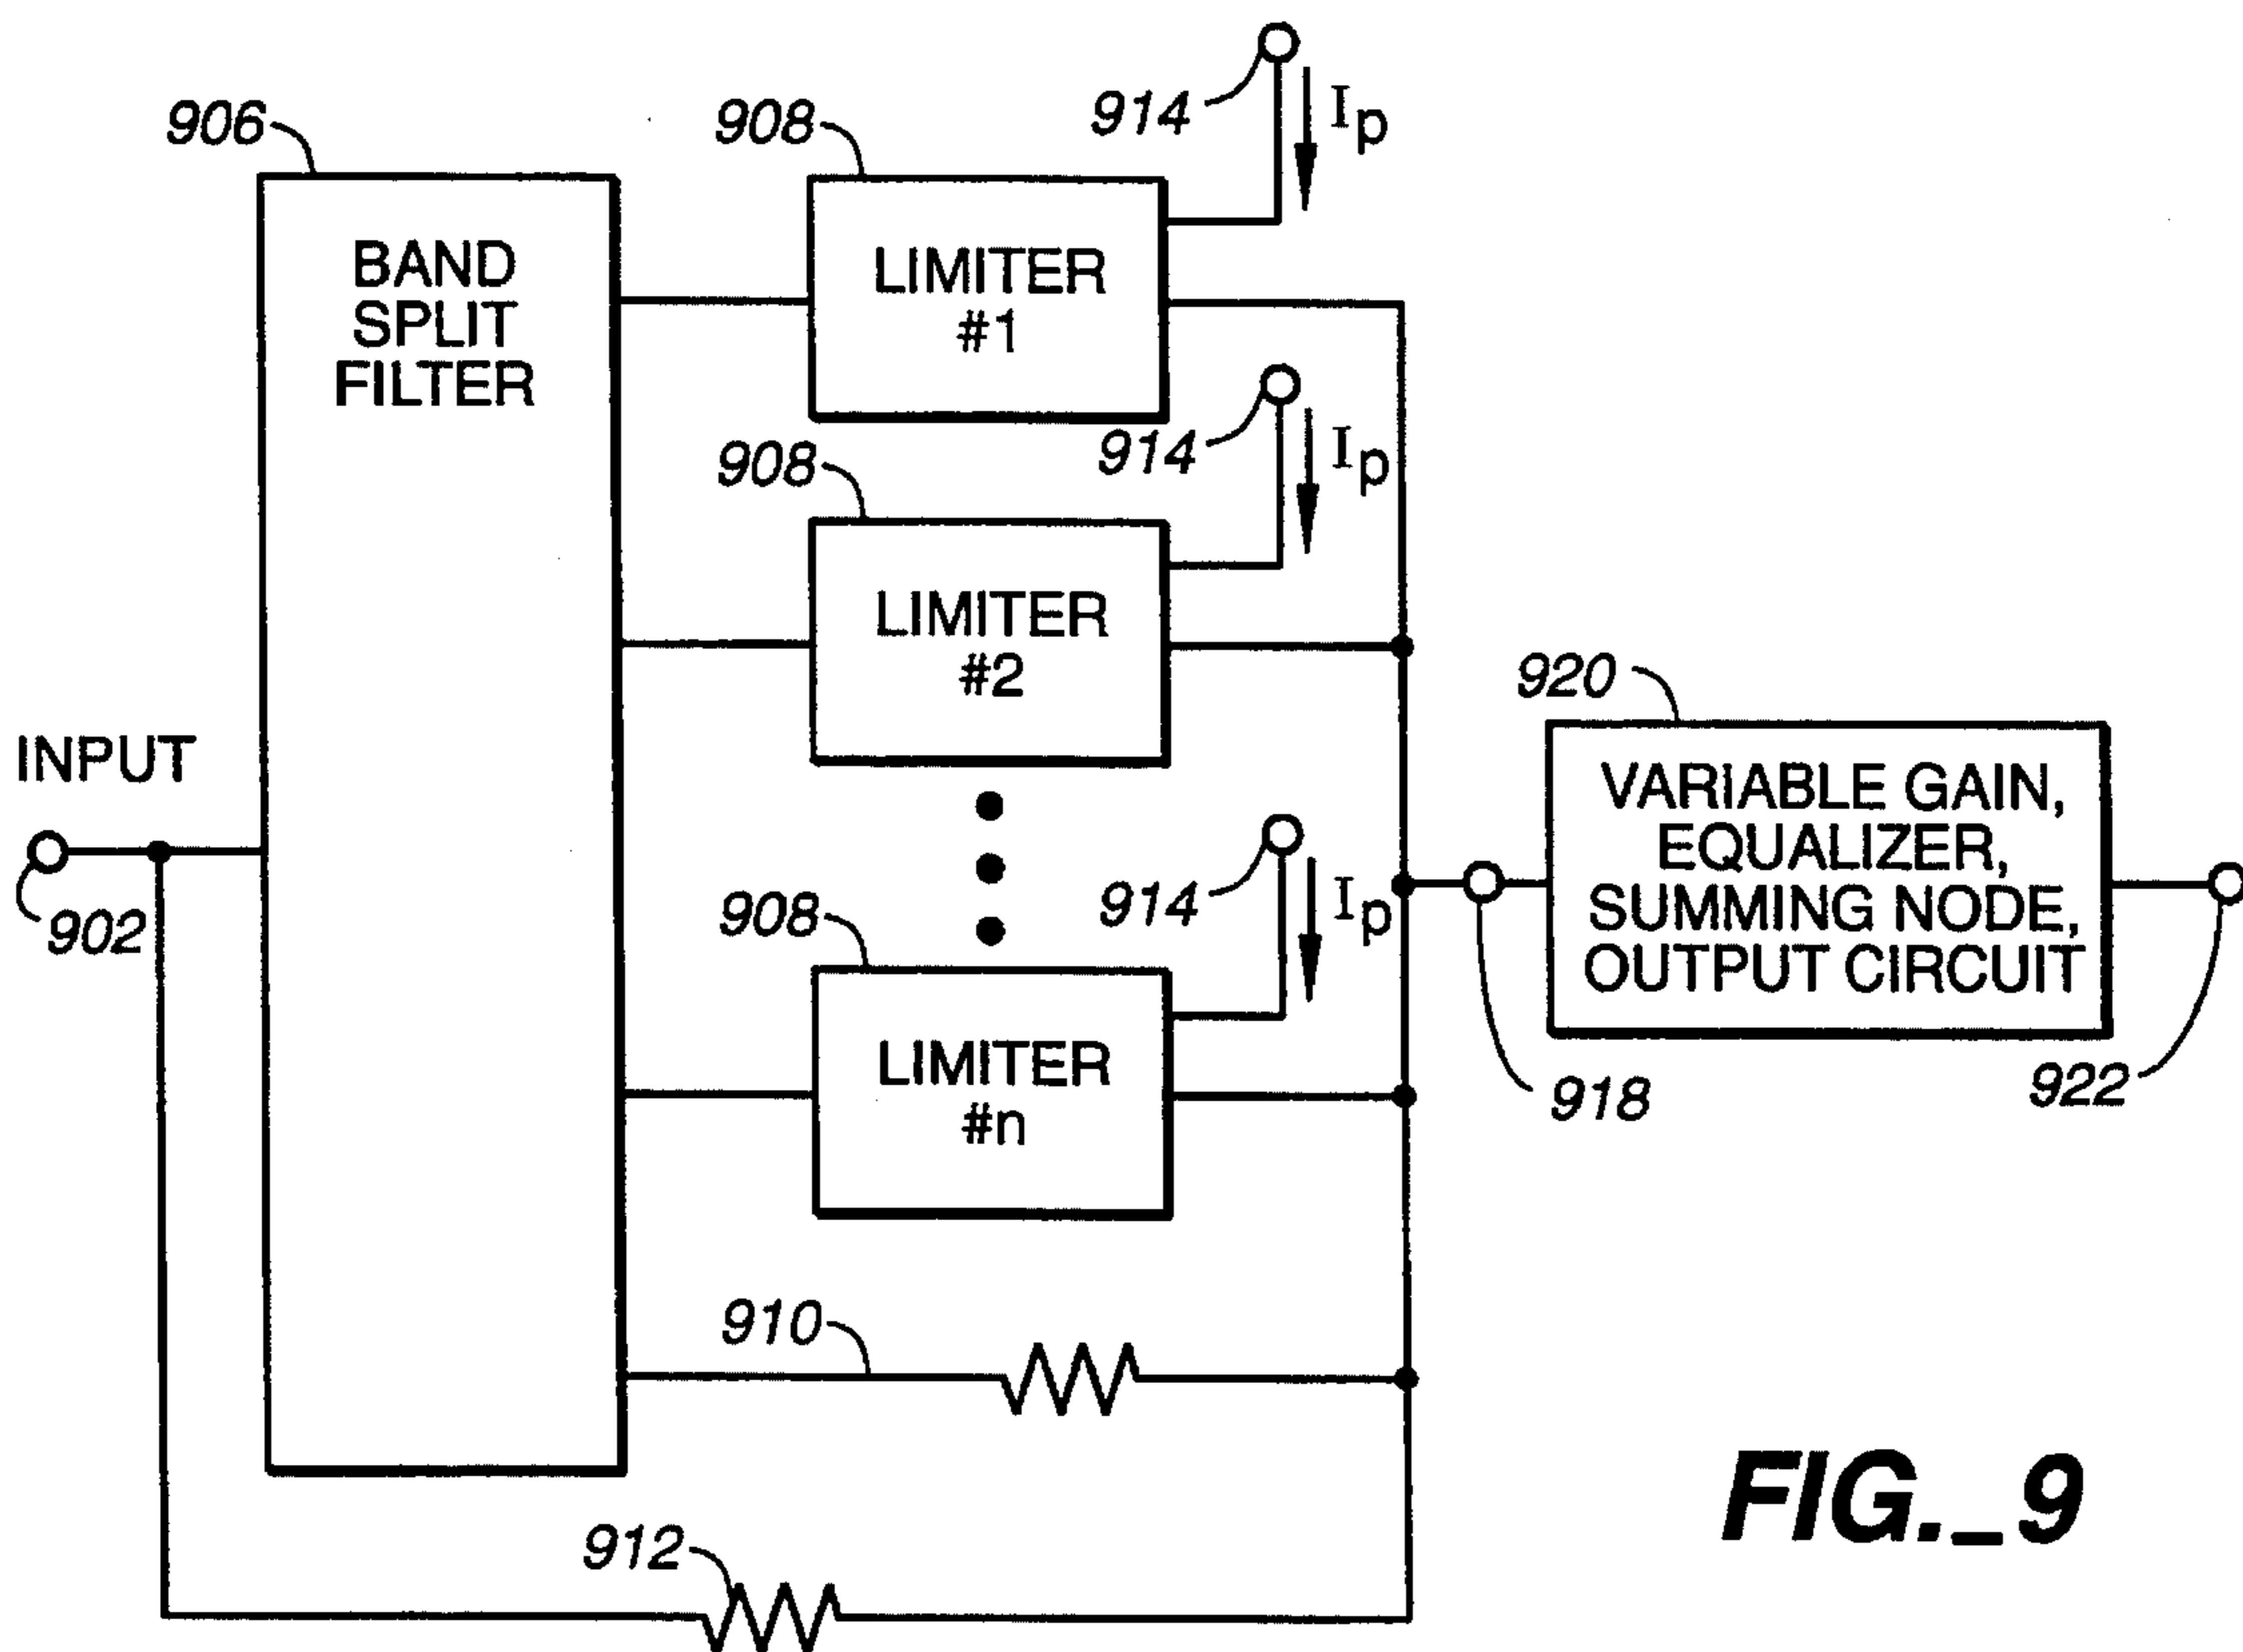 914
906
908
Ip
BAND
SPLIT
FILTER
LIMITER
#1
914
Ip
908
LIMITER
#2
920
INPUT
VARIABLE GAIN,
EQUALIZER,
SUMMING NODE,
OUTPUT CIRCUIT
902
908
914
Ip
LIMITER
#n
918
922
910
FIG._9
912